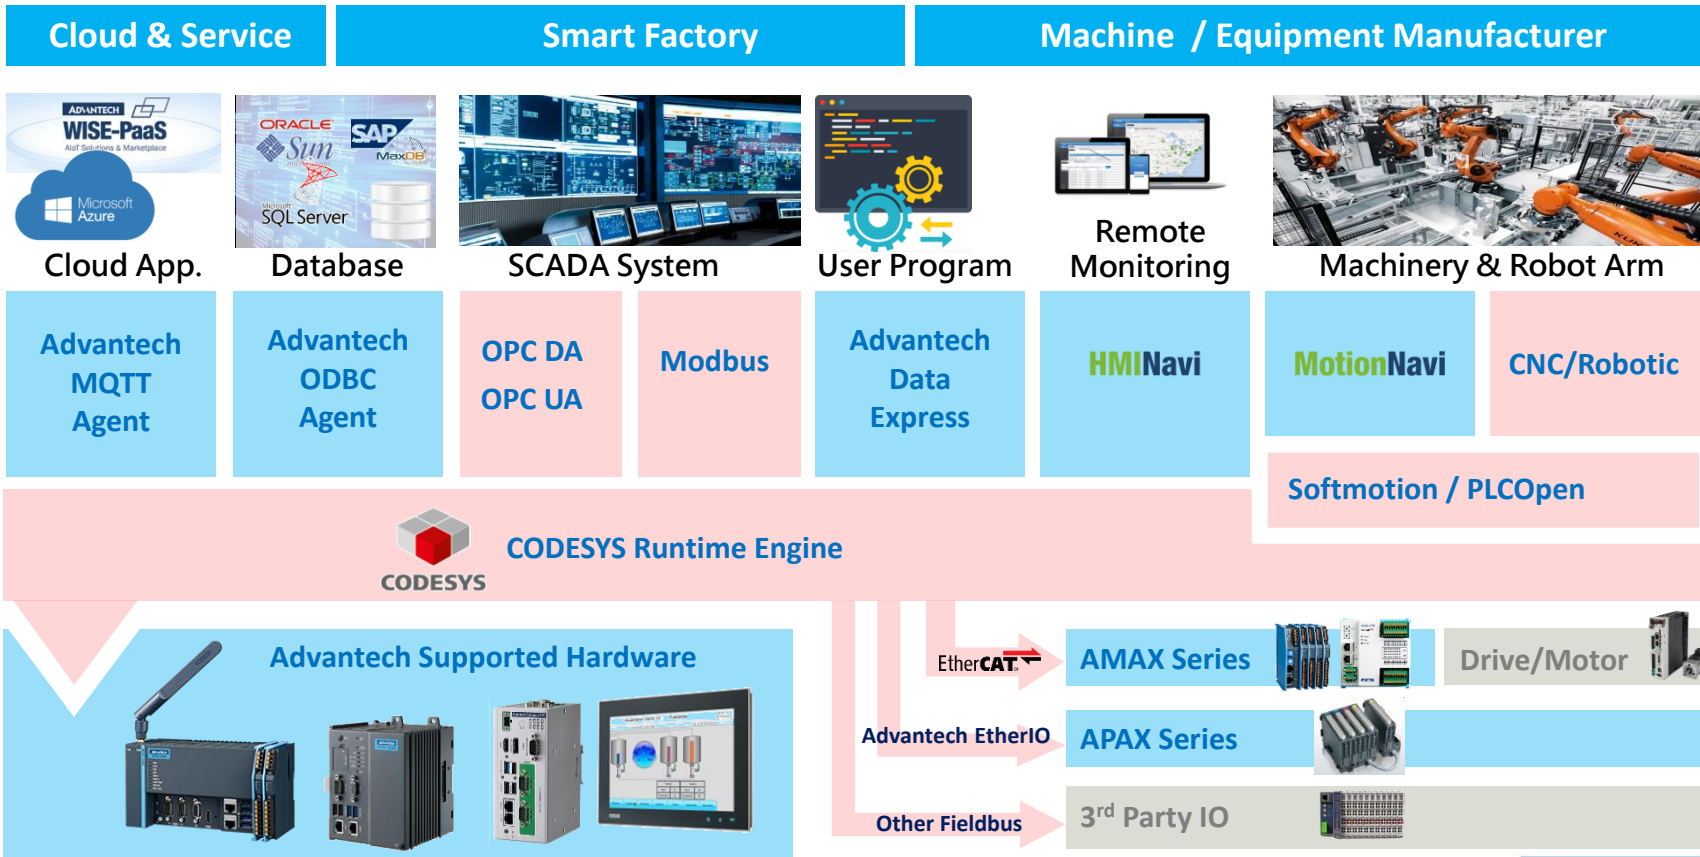 Cloud & Service
Smart Factory
Machine / Equipment Manufacturer
ADVANTECH
WISE-PaaS
AIoT Solutions & Marketplace
Microsoft
Azure
ORACLE
Sun
SAP
MaxDB
Microsoft
SQL Server
Cloud App.
Database
SCADA System
User Program
Remote
Monitoring
Machinery & Robot Arm
Advantech
MQTT
Agent
Advantech
ODBC
Agent
OPC DA
OPC UA
Modbus
Advantech
Data
Express
HMINavi
MotionNavi
CNC/Robotic
Softmotion / PLCOpen
CODESYS
CODESYS Runtime Engine
Advantech Supported Hardware
EtherCAT
AMAX Series
Drive/Motor
Advantech EtherIO
APAX Series
Other Fieldbus
3rd Party IO